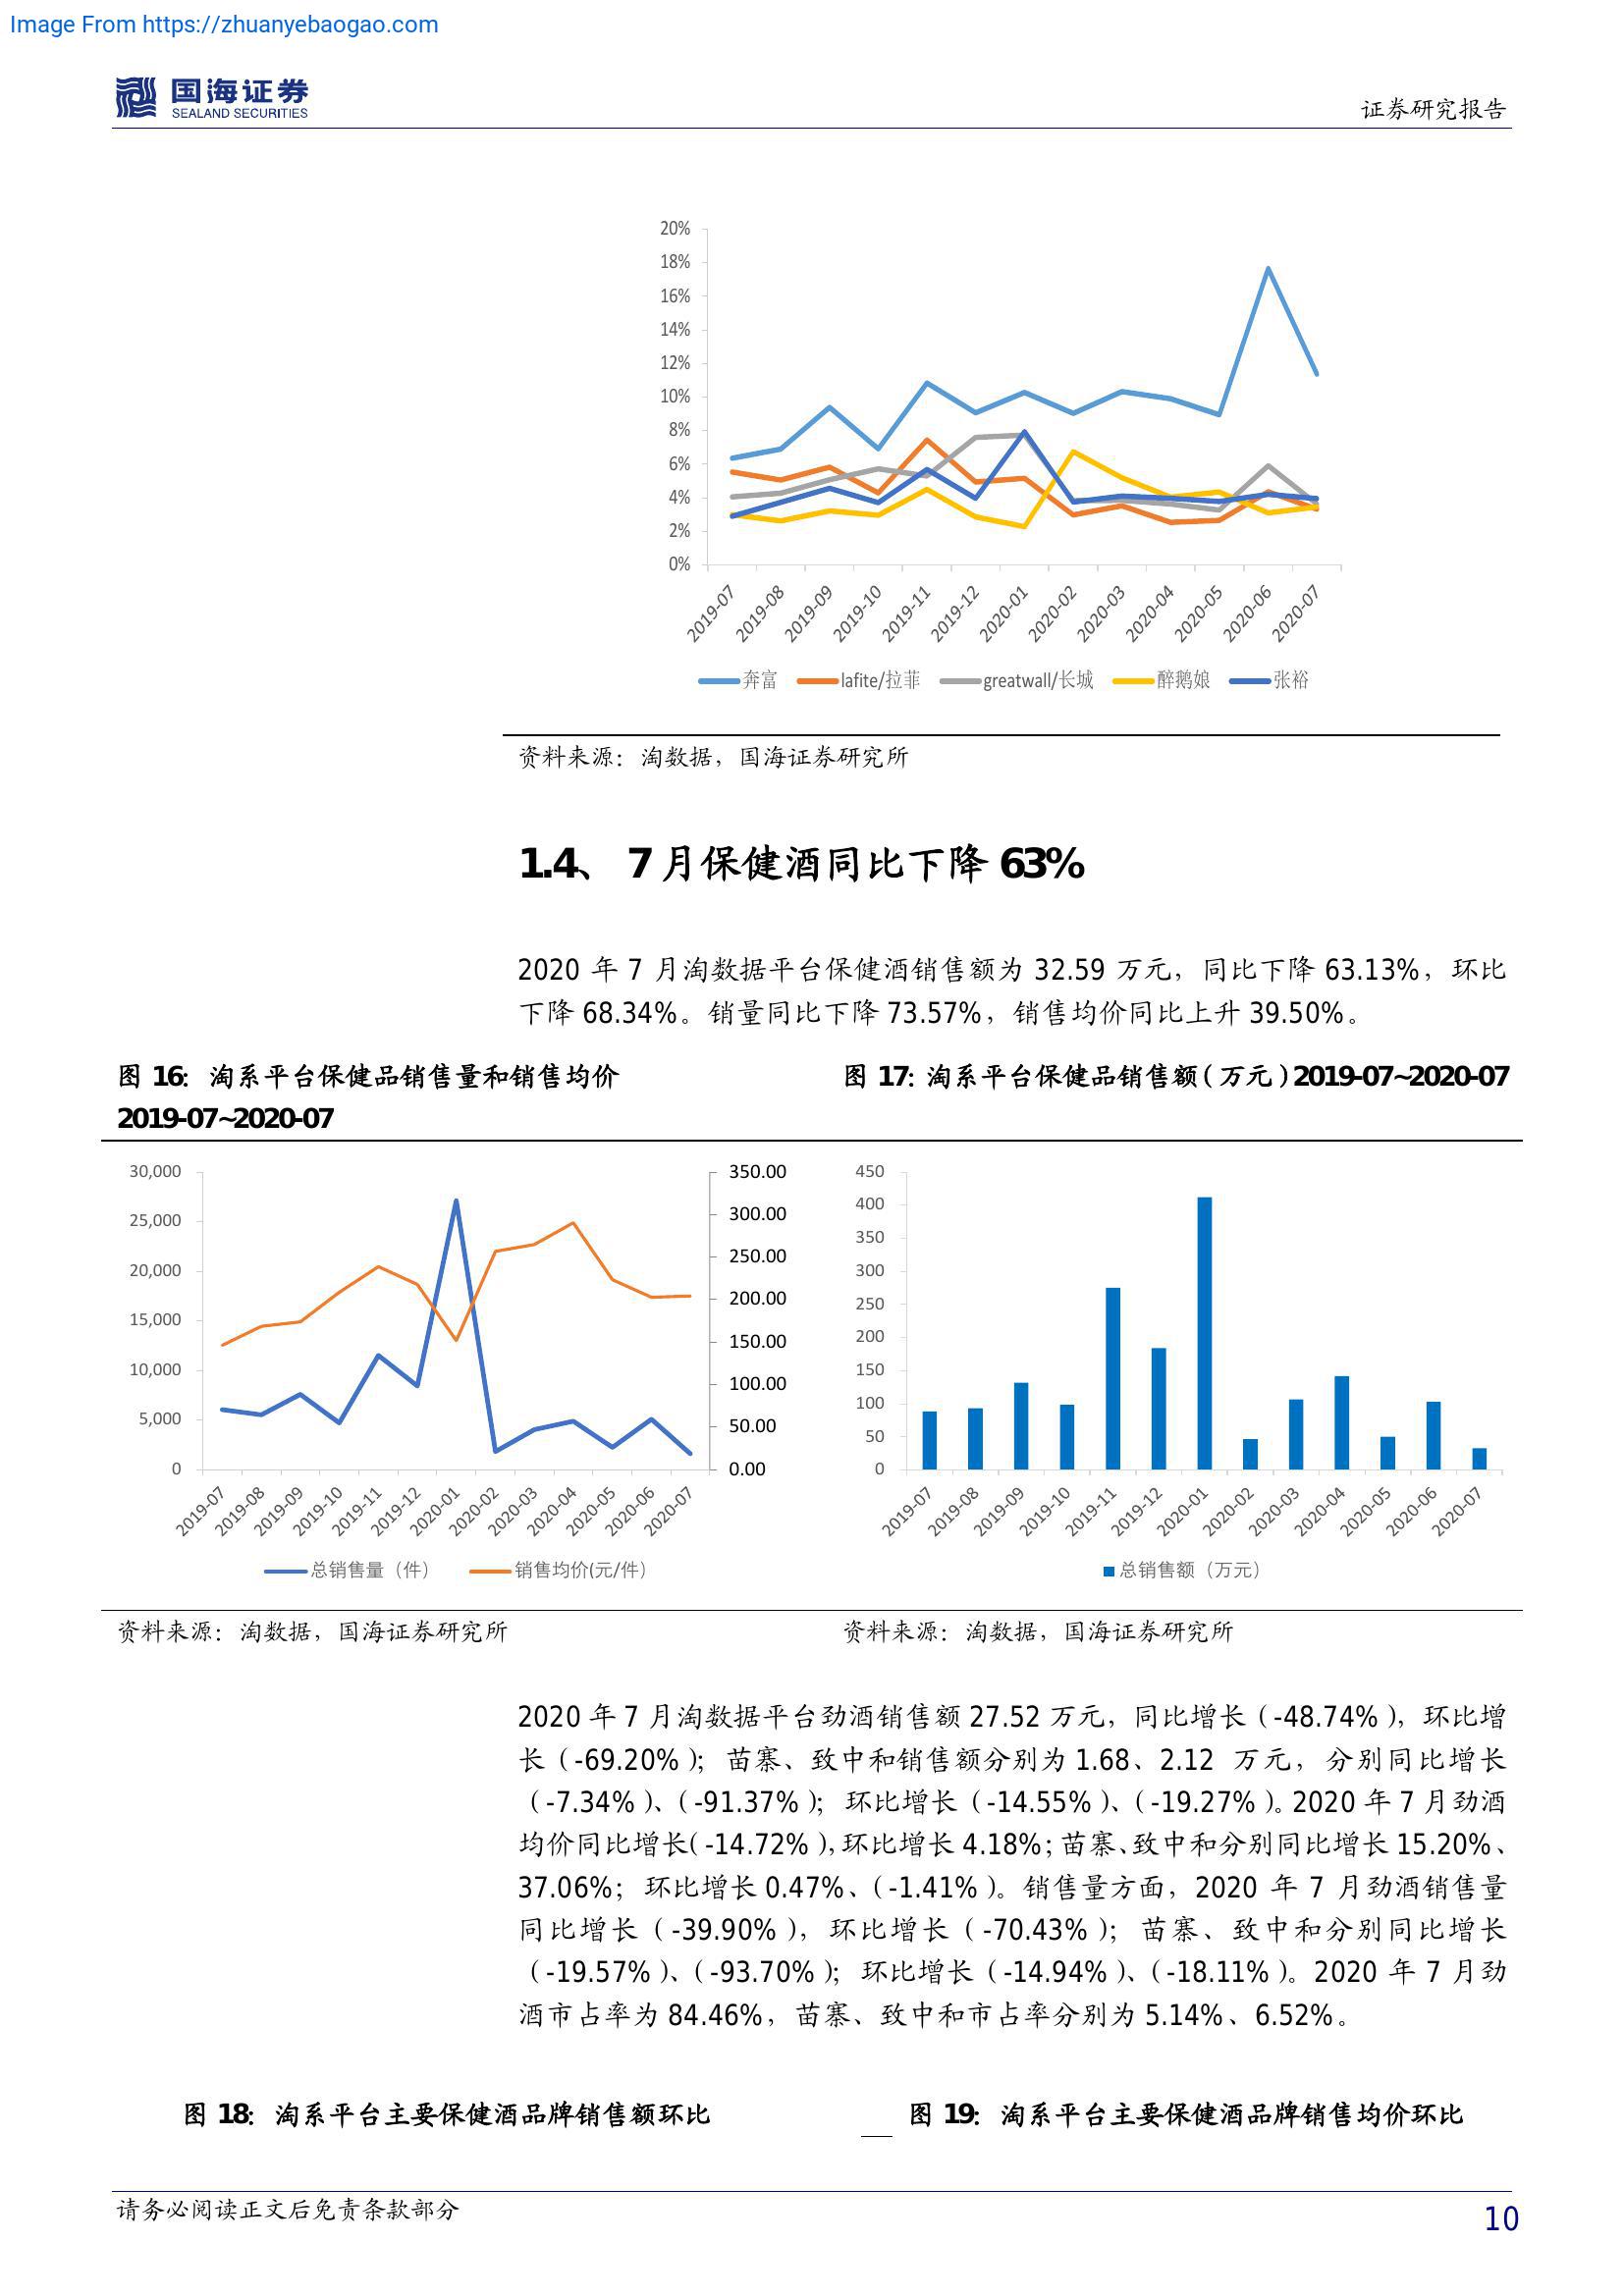 Image From https://zhuanyebaogao.com
国海证券
SEALAND SECURITIES
证券研究报告
20%
18%
16%
14%
12%
10%
8%
6%
4%
2%
0%
2019-07 2019-08 2019-09 2019-10 2019-11 2019-12 2020-01 2020-02 2020-03 2020-04 2020-05 2020-06 2020-07
奔富 lafite/拉菲 greatwall/长城 醉鹅娘 张裕
资料来源：淘数据，国海证券研究所
1.4、 7 月保健酒同比下降 63%
2020 年 7 月淘数据平台保健酒销售额为 32.59 万元，同比下降 63.13%，环比
下降 68.34%。销量同比下降 73.57%，销售均价同比上升 39.50%。
图 16：淘系平台保健品销售量和销售均价
2019-07~2020-07
图 17：淘系平台保健品销售额（万元）2019-07~2020-07
30,000
25,000
20,000
15,000
10,000
5,000
0
350.00
300.00
250.00
200.00
150.00
100.00
50.00
0.00
2019-07 2019-08 2019-09 2019-10 2019-11 2019-12 2020-01 2020-02 2020-03 2020-04 2020-05 2020-06 2020-07
总销售量（件） 销售均价(元/件）
450
400
350
300
250
200
150
100
50
0
2019-07 2019-08 2019-09 2019-10 2019-11 2019-12 2020-01 2020-02 2020-03 2020-04 2020-05 2020-06 2020-07
总销售额（万元）
资料来源：淘数据，国海证券研究所
资料来源：淘数据，国海证券研究所
2020 年 7 月淘数据平台劲酒销售额 27.52 万元，同比增长（-48.74%），环比增
长（-69.20%）；苗寨、致中和销售额分别为 1.68、2.12 万元，分别同比增长
（-7.34%）、（-91.37%）；环比增长（-14.55%）、（-19.27%）。2020 年 7 月劲酒
均价同比增长（-14.72%），环比增长 4.18%；苗寨、致中和分别同比增长 15.20%、
37.06%；环比增长 0.47%、（-1.41%）。销售量方面，2020 年 7 月劲酒销售量
同比增长（-39.90%），环比增长（-70.43%）；苗寨、致中和分别同比增长
（-19.57%）、（-93.70%）；环比增长（-14.94%）、（-18.11%）。2020 年 7 月劲
酒市占率为 84.46%，苗寨、致中和市占率分别为 5.14%、6.52%。
图 18：淘系平台主要保健酒品牌销售额环比
图 19：淘系平台主要保健酒品牌销售均价环比
请务必阅读正文后免责条款部分
10